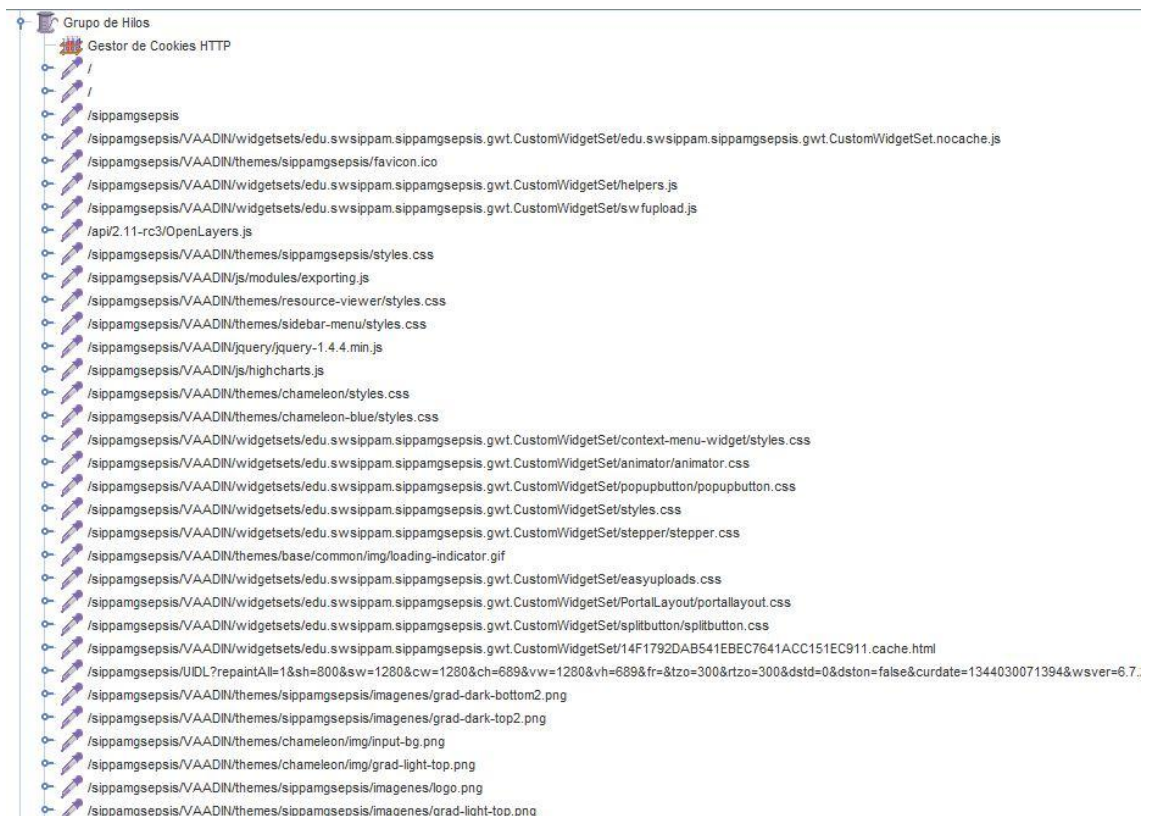 Grupo de Hilos
Gestor de Cookies HTTP
/
/
/sippamgsepsis
/sippamgsepsis/VAADIN/widgetsets/edu.swsippam.sippamgsepsis.gwt.CustomWidgetSet/edu.swsippam.sippamgsepsis.gwt.CustomWidgetSet.nocache.js
/sippamgsepsis/VAADIN/themes/sippamgsepsis/favicon.ico
/sippamgsepsis/VAADIN/widgetsets/edu.swsippam.sippamgsepsis.gwt.CustomWidgetSet/helpers.js
/sippamgsepsis/VAADIN/widgetsets/edu.swsippam.sippamgsepsis.gwt.CustomWidgetSet/swfupload.js
/api/2.11-rc3/OpenLayers.js
/sippamgsepsis/VAADIN/themes/sippamgsepsis/styles.css
/sippamgsepsis/VAADIN/js/modules/exporting.js
/sippamgsepsis/VAADIN/themes/resource-viewer/styles.css
/sippamgsepsis/VAADIN/themes/sidebar-menu/styles.css
/sippamgsepsis/VAADIN/jquery/jquery-1.4.4.min.js
/sippamgsepsis/VAADIN/js/highcharts.js
/sippamgsepsis/VAADIN/themes/chameleon/styles.css
/sippamgsepsis/VAADIN/themes/chameleon-blue/styles.css
/sippamgsepsis/VAADIN/widgetsets/edu.swsippam.sippamgsepsis.gwt.CustomWidgetSet/context-menu-widget/styles.css
/sippamgsepsis/VAADIN/widgetsets/edu.swsippam.sippamgsepsis.gwt.CustomWidgetSet/animator/animator.css
/sippamgsepsis/VAADIN/widgetsets/edu.swsippam.sippamgsepsis.gwt.CustomWidgetSet/popupbutton/popupbutton.css
/sippamgsepsis/VAADIN/widgetsets/edu.swsippam.sippamgsepsis.gwt.CustomWidgetSet/styles.css
/sippamgsepsis/VAADIN/widgetsets/edu.swsippam.sippamgsepsis.gwt.CustomWidgetSet/stepper/stepper.css
/sippamgsepsis/VAADIN/themes/base/common/img/loading-indicator.gif
/sippamgsepsis/VAADIN/widgetsets/edu.swsippam.sippamgsepsis.gwt.CustomWidgetSet/easyuploads.css
/sippamgsepsis/VAADIN/widgetsets/edu.swsippam.sippamgsepsis.gwt.CustomWidgetSet/PortalLayout/portallayout.css
/sippamgsepsis/VAADIN/widgetsets/edu.swsippam.sippamgsepsis.gwt.CustomWidgetSet/splitbutton/splitbutton.css
/sippamgsepsis/VAADIN/widgetsets/edu.swsippam.sippamgsepsis.gwt.CustomWidgetSet/14F1792DAB541EBEC7641ACC151EC911.cache.html
/sippamgsepsis/UIDL?repaintAll=1&sh=800&sw=1280&cw=1280&ch=689&vw=1280&vh=689&fr=&tzo=300&rtzo=300&dstd=0&dston=false&curdate=1344030071394&wsver=6.7.
/sippamgsepsis/VAADIN/themes/sippamgsepsis/imagenes/grad-dark-bottom2.png
/sippamgsepsis/VAADIN/themes/sippamgsepsis/imagenes/grad-dark-top2.png
/sippamgsepsis/VAADIN/themes/chameleon/img/input-bg.png
/sippamgsepsis/VAADIN/themes/chameleon/img/grad-light-top.png
/sippamgsepsis/VAADIN/themes/sippamgsepsis/imagenes/logo.png
/sippamgsepsis/VAADIN/themes/sippamgsepsis/imagenes/grad-light-top.png